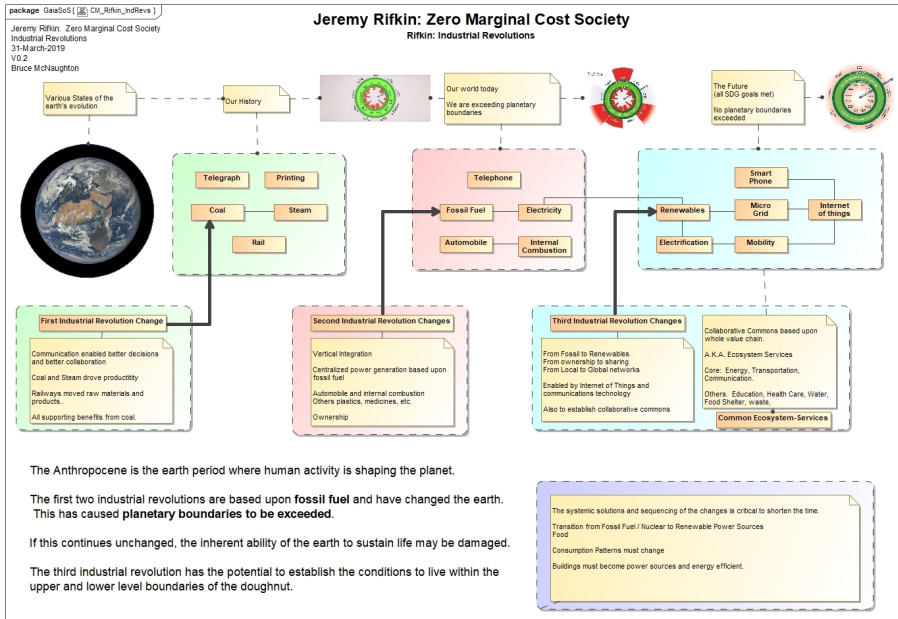 package GaiaSoS [ CM_Rifkin_IndRevs ]
Jeremy Rifkin: Zero Marginal Cost Society
Rifkin: Industrial Revolutions
Jeremy Rifkin: Zero Marginal Cost Society
Industrial Revolutions
31-March-2019
V0.2
Bruce McNaughton
Various States of the
earth's evolution
Our History
Our world today
We are exceeding planetary
boundaries
The Future
(all SDG goals met)
No planetary boundaries
exceeded
Telegraph
Printing
Coal
Steam
Rail
Telephone
Fossil Fuel
Electricity
Automobile
Internal
Combustion
Smart
Phone
Renewables
Micro
Grid
Internet
of things
Electrification
Mobility
First Industrial Revolution Change
Communication enabled better decisions
and better collaboration
Coal and Steam drove productitity
Railways moved raw materials and
products..
All supporting benefits from coal.
Second Industrial Revolution Changes
Vertical Integration
Centralized power generation based upon
fossil fuel
Automobile and internal combustion
Others plastics, medicines, etc.
Ownership
Third Industrial Revolution Changes
From Fossil to Renewables
From ownership to sharing
From Local to Global networks
Enabled by Internet of Things and
communications technology
Also to establish collaborative commons
Collaborative Commons based upon
whole value chain.
A.K.A. Ecosystem Services
Core: Energy, Transportation,
Communication.
Others. Education, Health Care, Water,
Food Shelter, waste,
Common Ecosystem-Services
The Anthropocene is the earth period where human activity is shaping the planet.
The first two industrial revolutions are based upon fossil fuel and have changed the earth.
This has caused planetary boundaries to be exceeded.
If this continues unchanged, the inherent ability of the earth to sustain life may be damaged.
The third industrial revolution has the potential to establish the conditions to live within the
upper and lower level boundaries of the doughnut.
The systemic solutions and sequencing of the changes is critical to shorten the time.
Transition from Fossil Fuel / Nuclear to Renewable Power Sources
Food
Consumption Patterns must change
Buildings must become power sources and energy efficient.